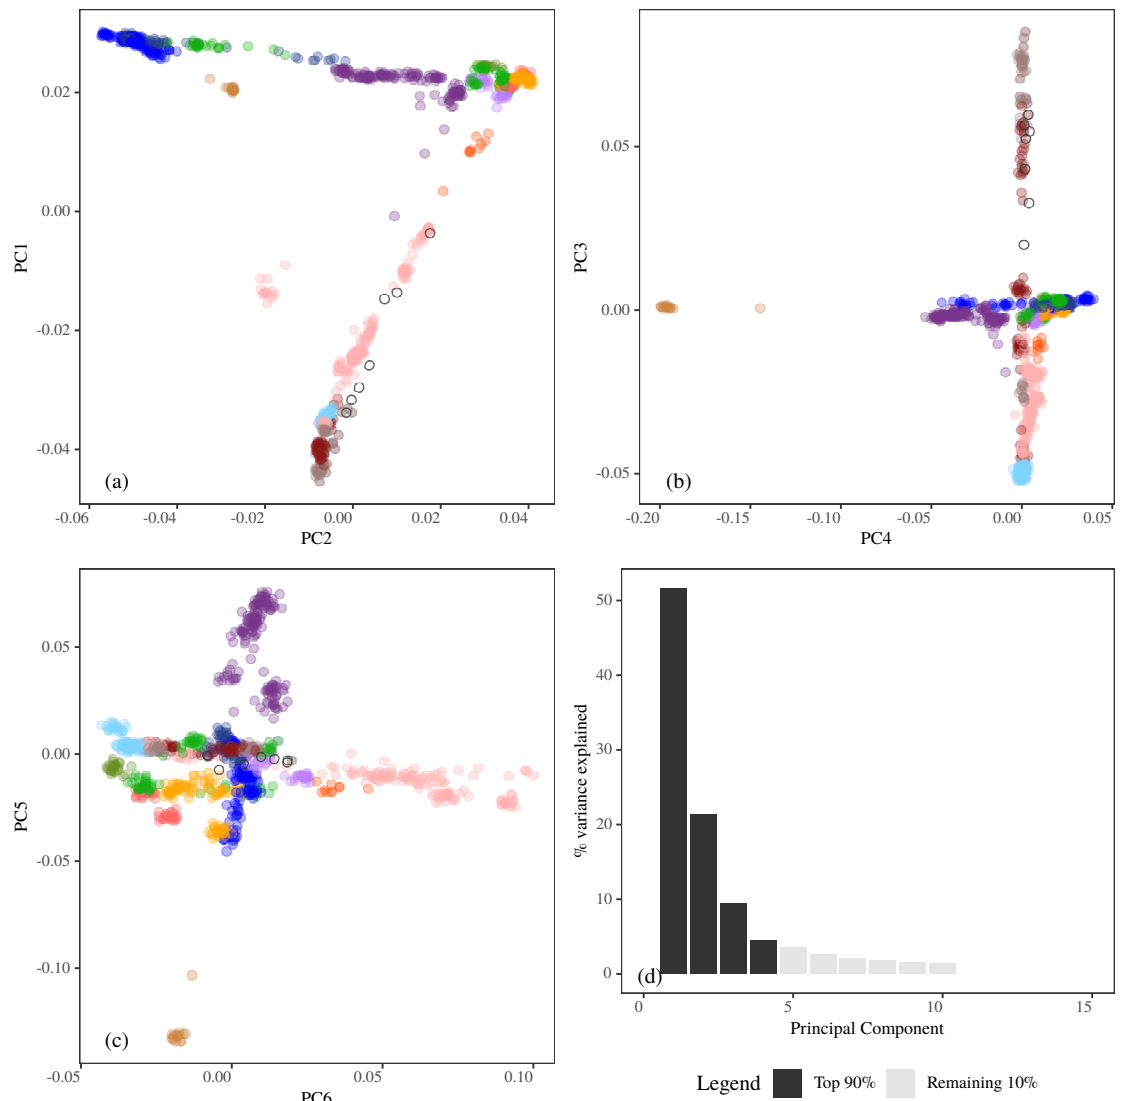 0.02
0.00
-0.02
-0.04
PC1
(a)
-0.06 -0.04 -0.02 0.00 0.02 0.04
PC2
0.05
0.00
-0.05
PC3
(b)
-0.20 -0.15 -0.10 -0.05 0.00 0.05
PC4
0.05
0.00
-0.05
-0.10
PC5
(c)
-0.05 0.00 0.05 0.10
PC6
50
40
30
20
10
0
% variance explained
(d)
0 5 10 15
Principal Component
Legend Top 90% Remaining 10%